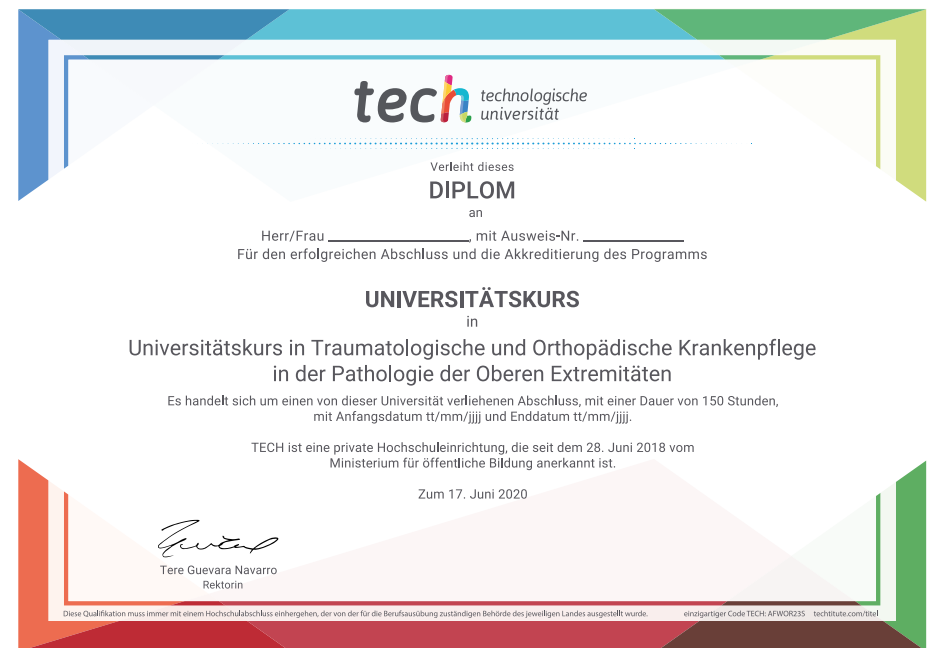 tech technologische
universität
Verleiht dieses
DIPLOM
an
Herr/Frau ____________________, mit Ausweis-Nr. ______________
Für den erfolgreichen Abschluss und die Akkreditierung des Programms
UNIVERSITÄTSKURS
in
Universitätskurs in Traumatologische und Orthopädische Krankenpflege
in der Pathologie der Oberen Extremitäten
Es handelt sich um einen von dieser Universität verliehenen Abschluss, mit einer Dauer von 150 Stunden,
mit Anfangsdatum tt/mm/jjjj und Enddatum tt/mm/jjjj.
TECH ist eine private Hochschuleinrichtung, die seit dem 28. Juni 2018 vom
Ministerium für öffentliche Bildung anerkannt ist.
Zum 17. Juni 2020
Tere Guevara Navarro
Rektorin
Diese Qualifikation muss immer mit einem Hochschulabschluss einhergehen, der von der für die Berufsausübung zuständigen Behörde des jeweiligen Landes ausgestellt wurde. einzigartiger Code TECH: AFWOR235 techtitute.com/titel